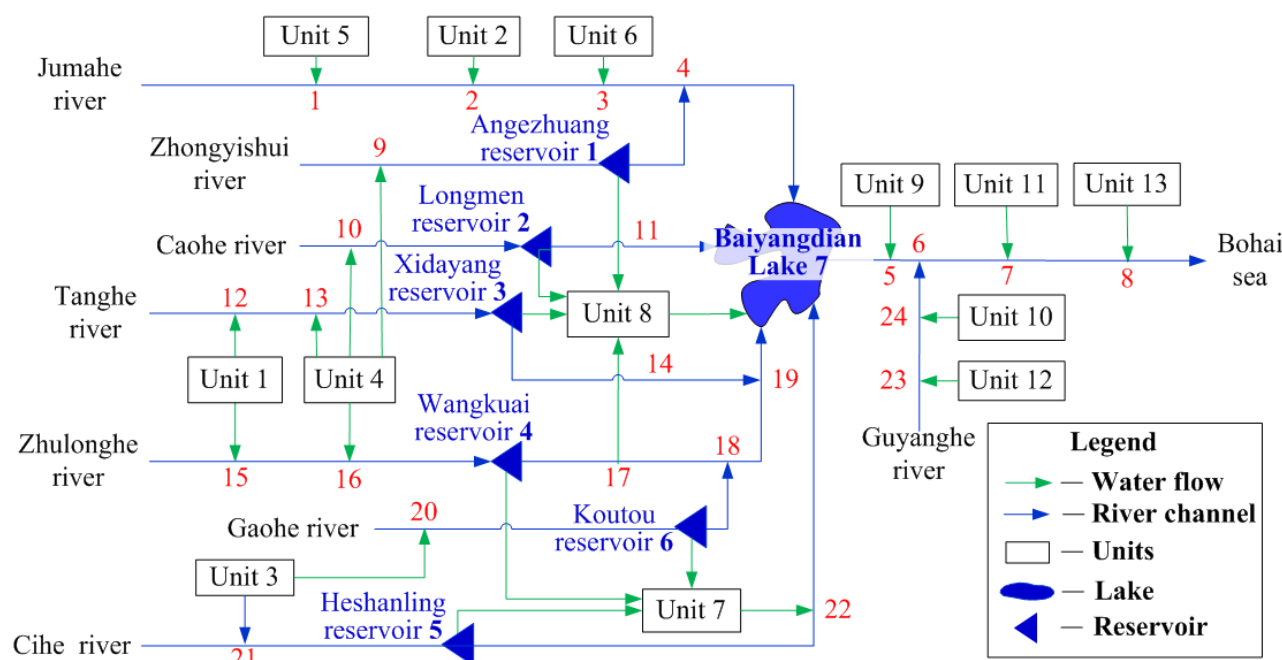 Unit 5
Unit 2
Unit 6
4
Jumahe
river
1
2
3
Angezhuang
reservoir 1
Zhongyishui
river
9
Unit 9
Unit 11
Unit 13
Longmen
reservoir 2
10
11
Caohe river
Baiyangdian
Lake 7
6
5
7
8
Bohai
sea
Xidayang
reservoir 3
Tanghe
river
12
13
Unit 8
24
Unit 10
14
19
Unit 1
Unit 4
23
Unit 12
Wangkuai
reservoir 4
Guyanghe
river
Zhulonghe
river
15
16
17
18
Gaohe river
20
Koutou
reservoir 6
Unit 3
Unit 7
22
Heshanling
reservoir 5
Cihe river
21
Legend
Water flow
River channel
Units
Lake
Reservoir